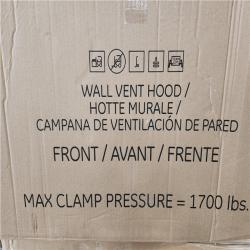 WALL VENT HOOD /
HOTTE MURALE /
CAMPANA DE VENTILACIÓN DE PARED
FRONT / AVANT / FRENTE
MAX CLAMP PRESSURE = 1700 lbs.